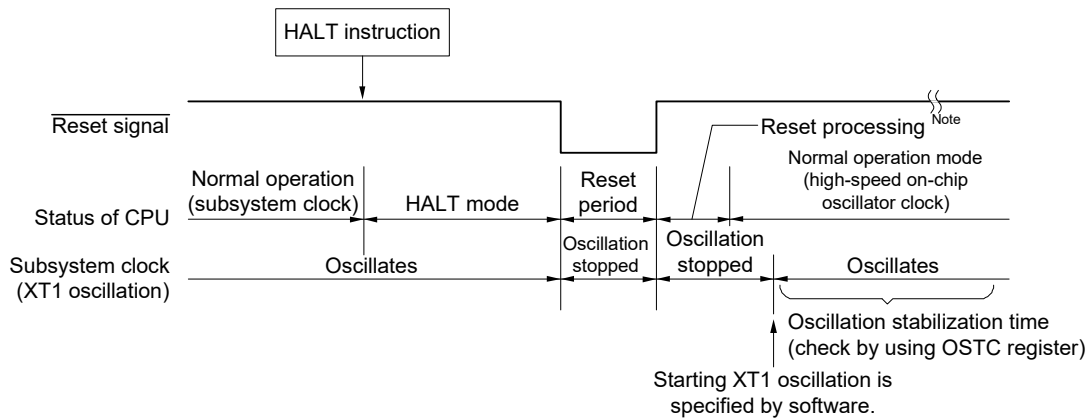 HALT instruction
Reset signal
Note
Reset processing
Normal operation mode
(high-speed on-chip
oscillator clock)
Normal operation
(subsystem clock)
Reset
period
Status of CPU
HALT mode
Oscillation
stopped
Oscillation
stopped
Subsystem clock
(XT1 oscillation)
Oscillates
Oscillates
Oscillation stabilization time
(check by using OSTC register)
Starting XT1 oscillation is
specified by software.